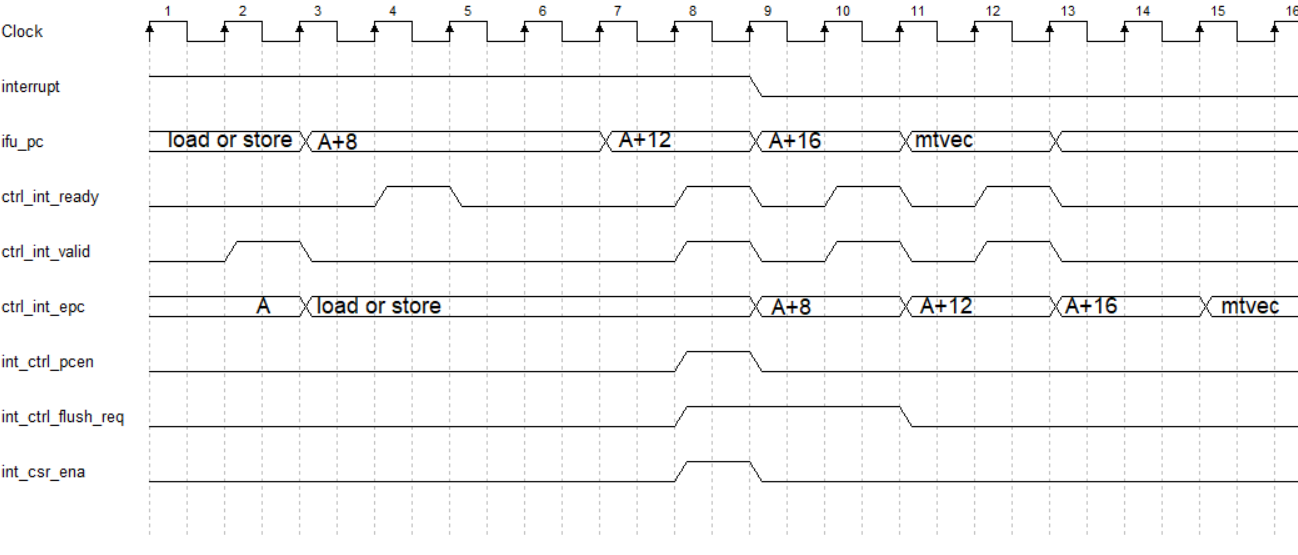 1 2 3 4 5 6 7 8 9 10 11 12 13 14 15 16
Clock
interrupt
ifu_pc load or store A+8 A+12 A+16 mtvec
ctrl_int_ready
ctrl_int_valid
ctrl_int_epc A load or store A+8 A+12 A+16 mtvec
int_ctrl_pcen
int_ctrl_flush_req
int_csr_ena